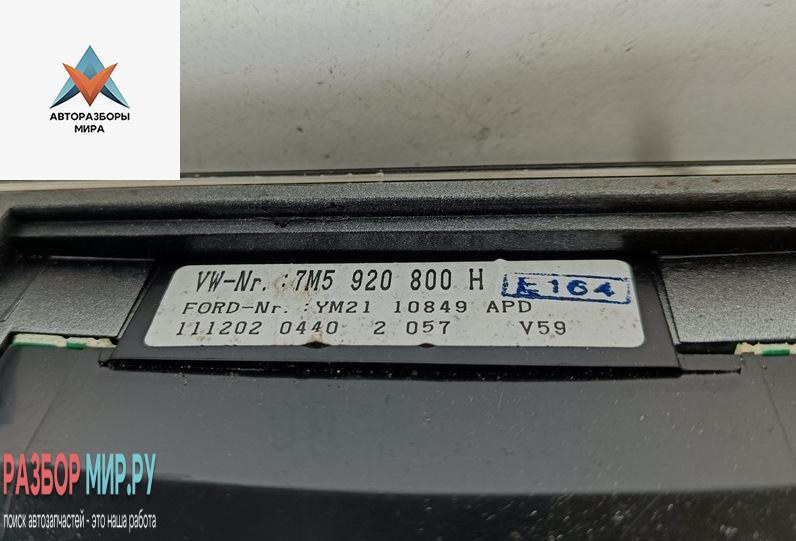 АВТОРАЗБОРЫ
МИРА
VW-Nr. :7M5 920 800 H
E164
FORD-Nr. :YM21 10849 APD
111202 0440 2 057 V59
РАЗБОР МИР.РУ
поиск автозапчастей - это наша работа